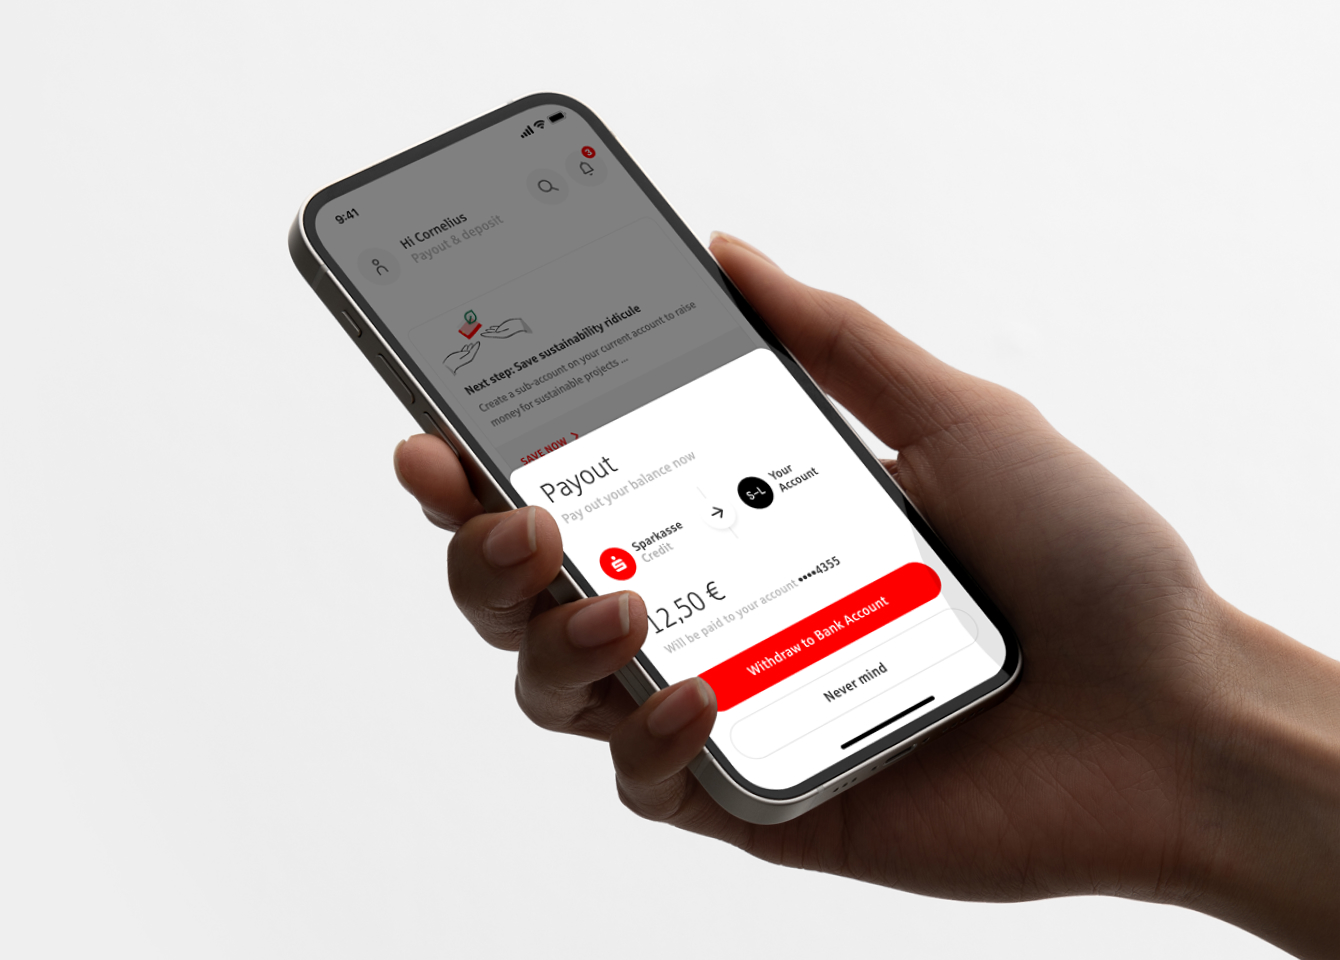 9:41
3
Hi Cornelius
Payout & deposit
Next step: Save sustainability ridicule
Create a sub-account on your current account to raise
money for sustainable projects ...
SAVE NOW
Payout
Pay out your balance now
Sparkasse
Credit
S-L
Your
Account
12,50 €
Will be paid to your account ••••4355
Withdraw to Bank Account
Never mind